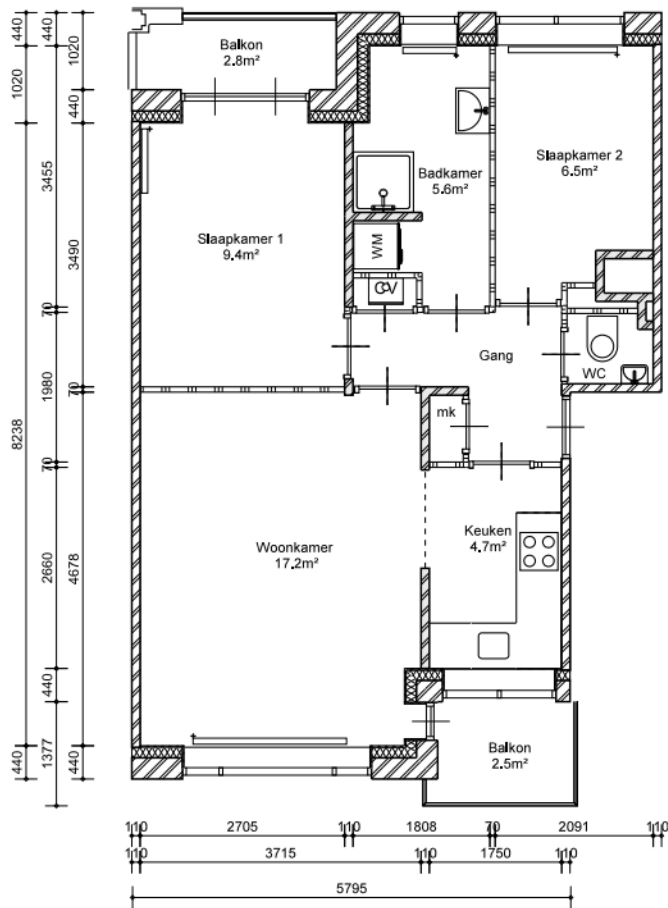 Balkon
2.8m²
Badkamer
5.6m²
Slaapkamer 2
6.5m²
Slaapkamer 1
9.4m²
WM
CV
Gang
WC
mk
Woonkamer
17.2m²
Keuken
4.7m²
Balkon
2.5m²
440
1020
8238
440
440
3455
70
1980
70
2660
440
1377
1020
440
3490
70
4678
440
110
2705
110
1808
70
2091
110
110
3715
110
1750
110
5795